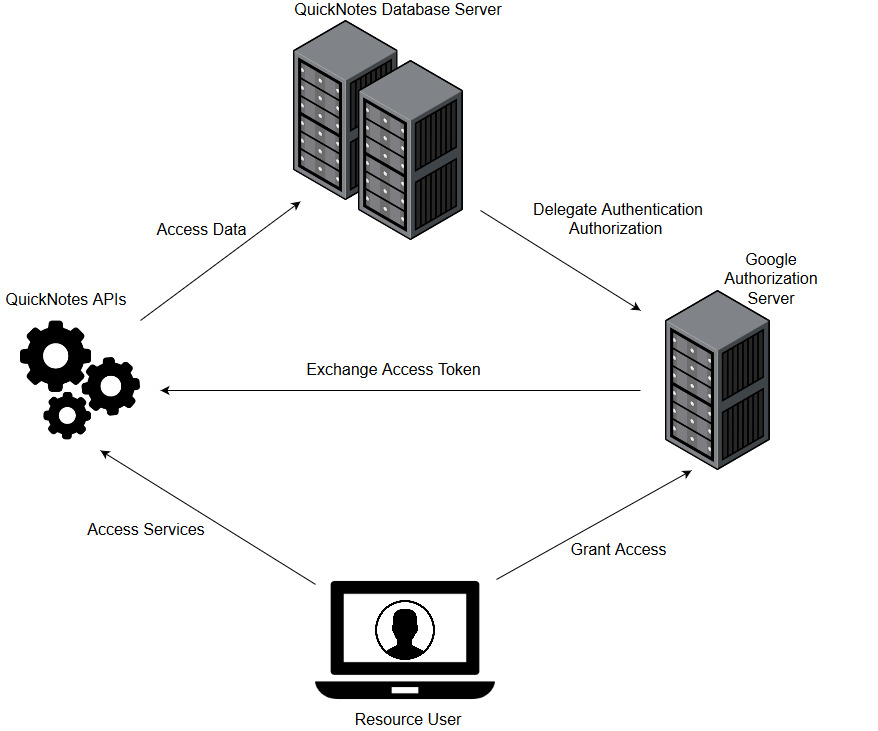 QuickNotes Database Server
Access Data
Delegate Authentication
Authorization
Google
Authorization
Server
QuickNotes APIs
Exchange Access Token
Access Services
Grant Access
Resource User